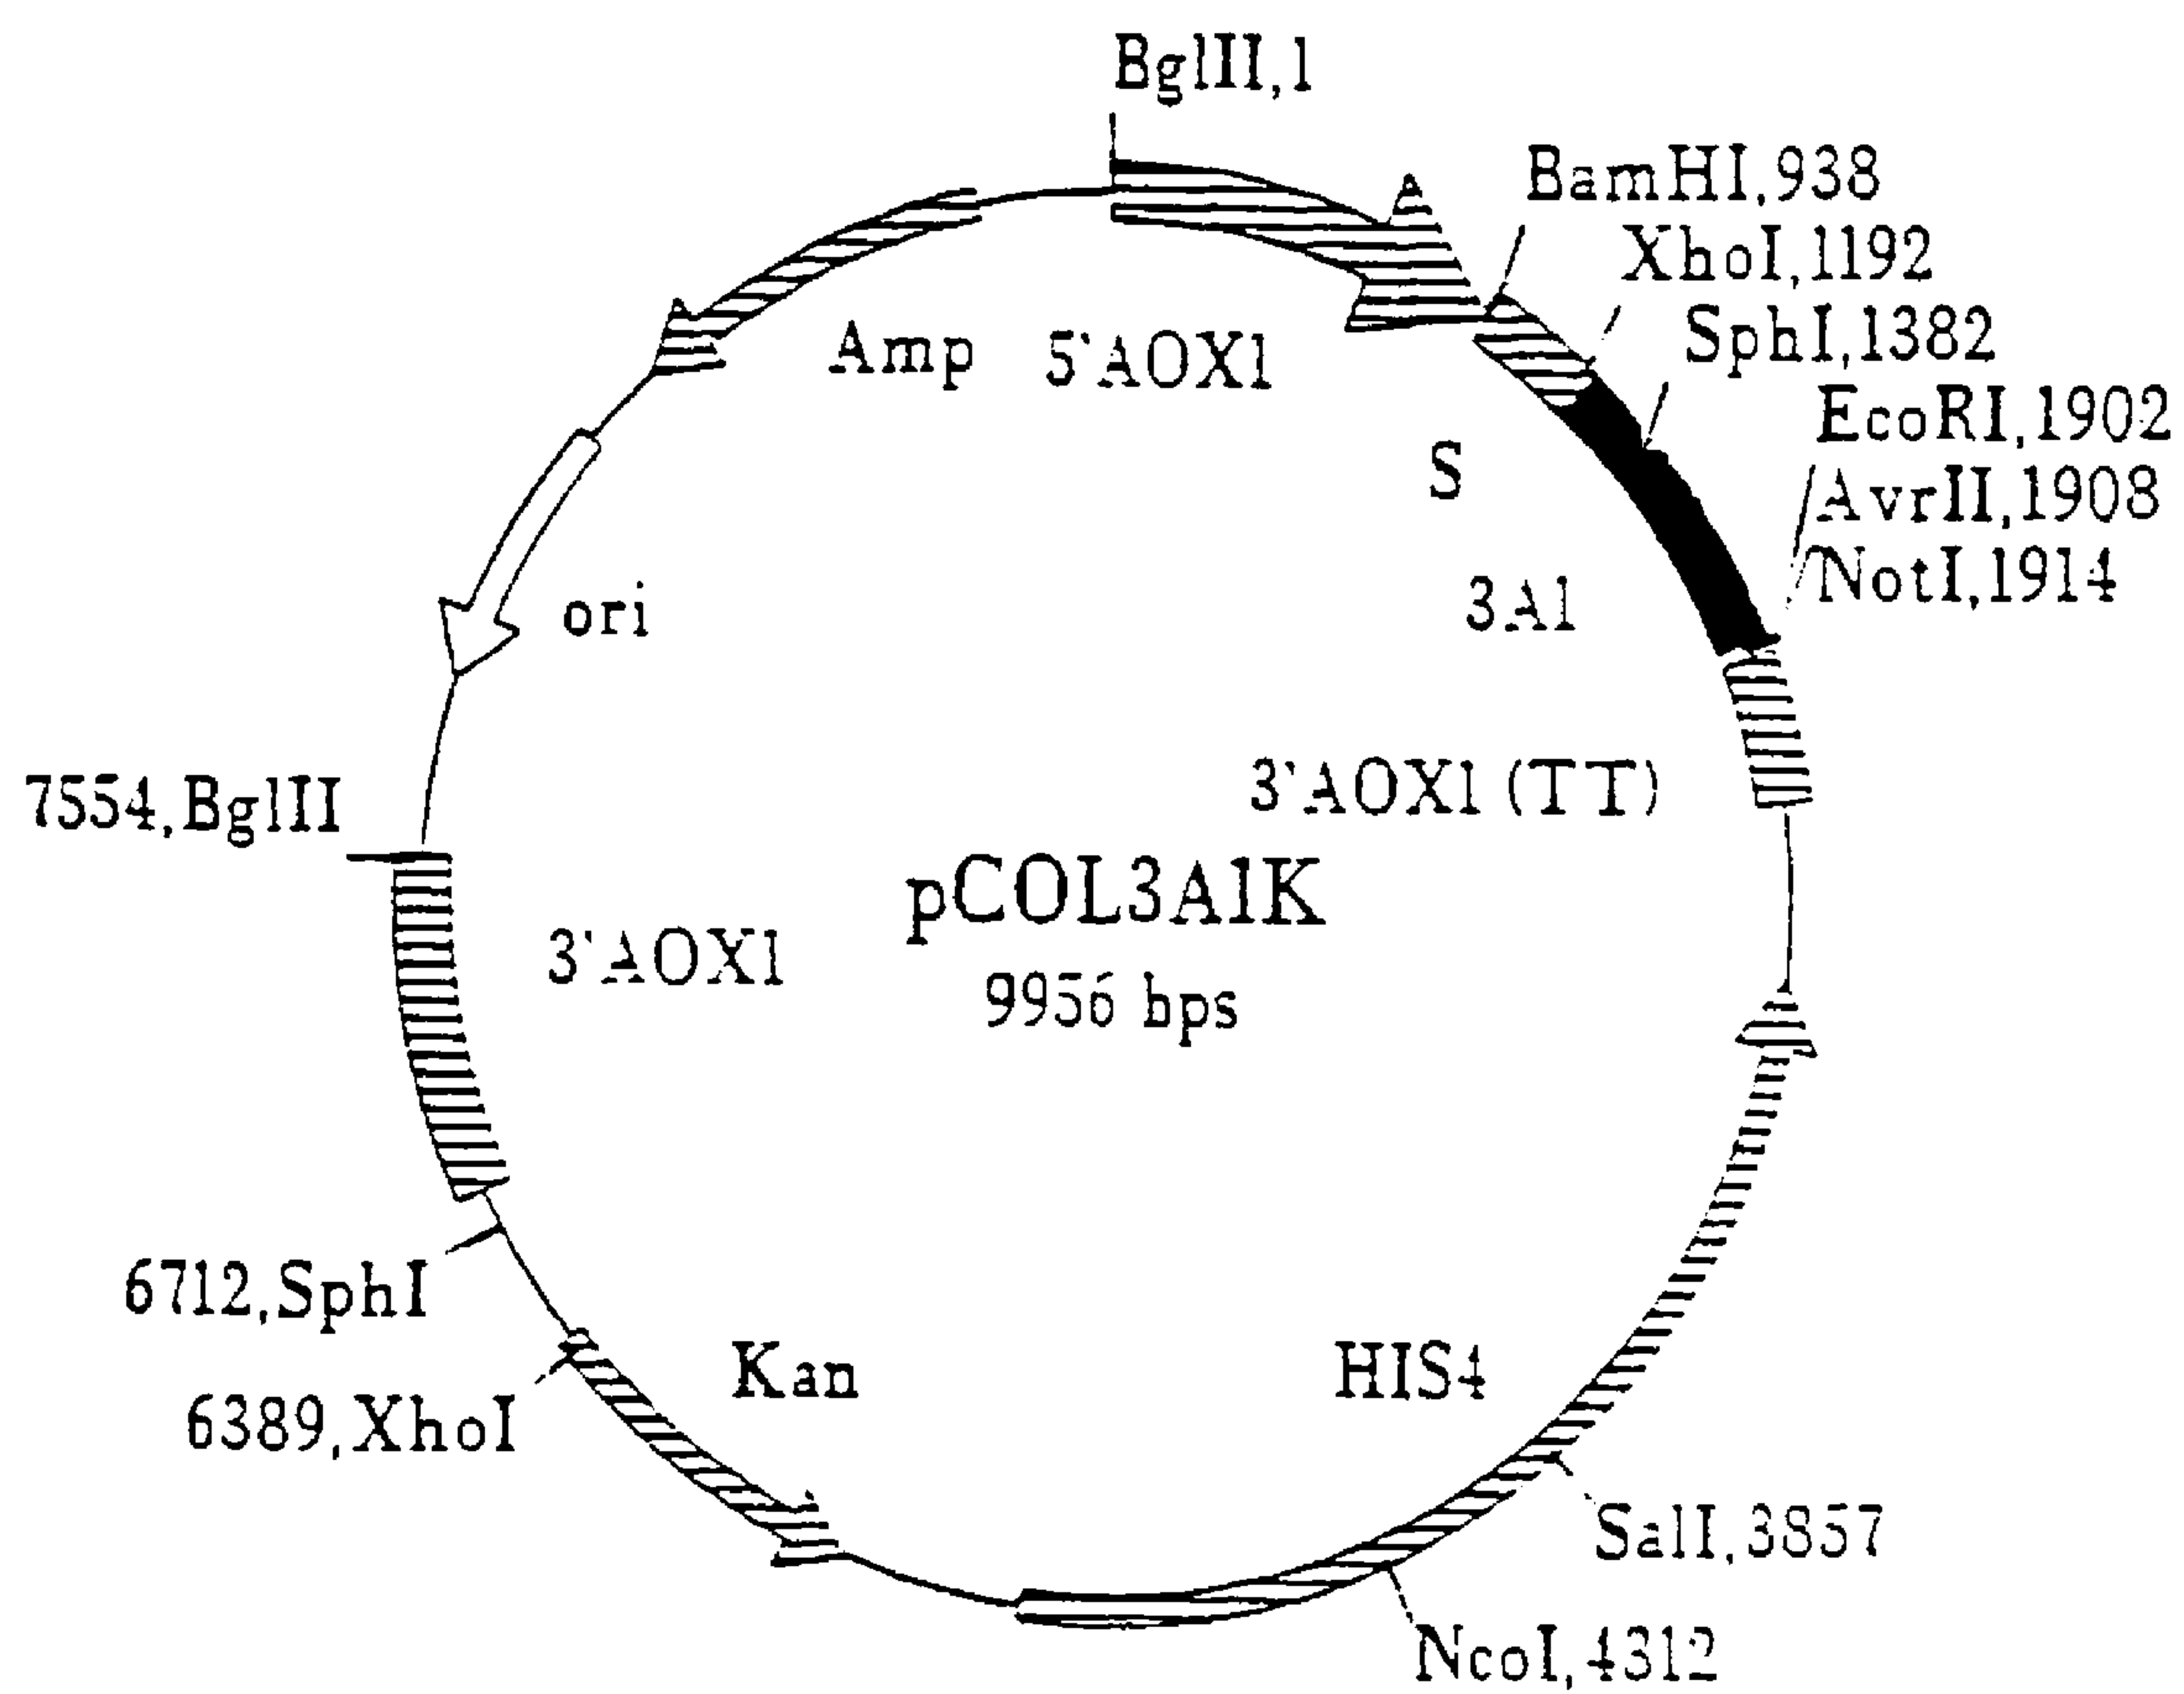 BglII,1
BamHI,938
XhoI,1192
SphI,1382
EcoRI,1902
AvrII,1908
NotI,1914
Amp
5'AOX1
S
3A1
ori
3'AOX1 (TT)
7554,BglII
pCOL3A1K
9956 bps
3'AOX1
6712,SphI
Kan
HIS4
6389,XhoI
SalI,3857
NcoI,4312